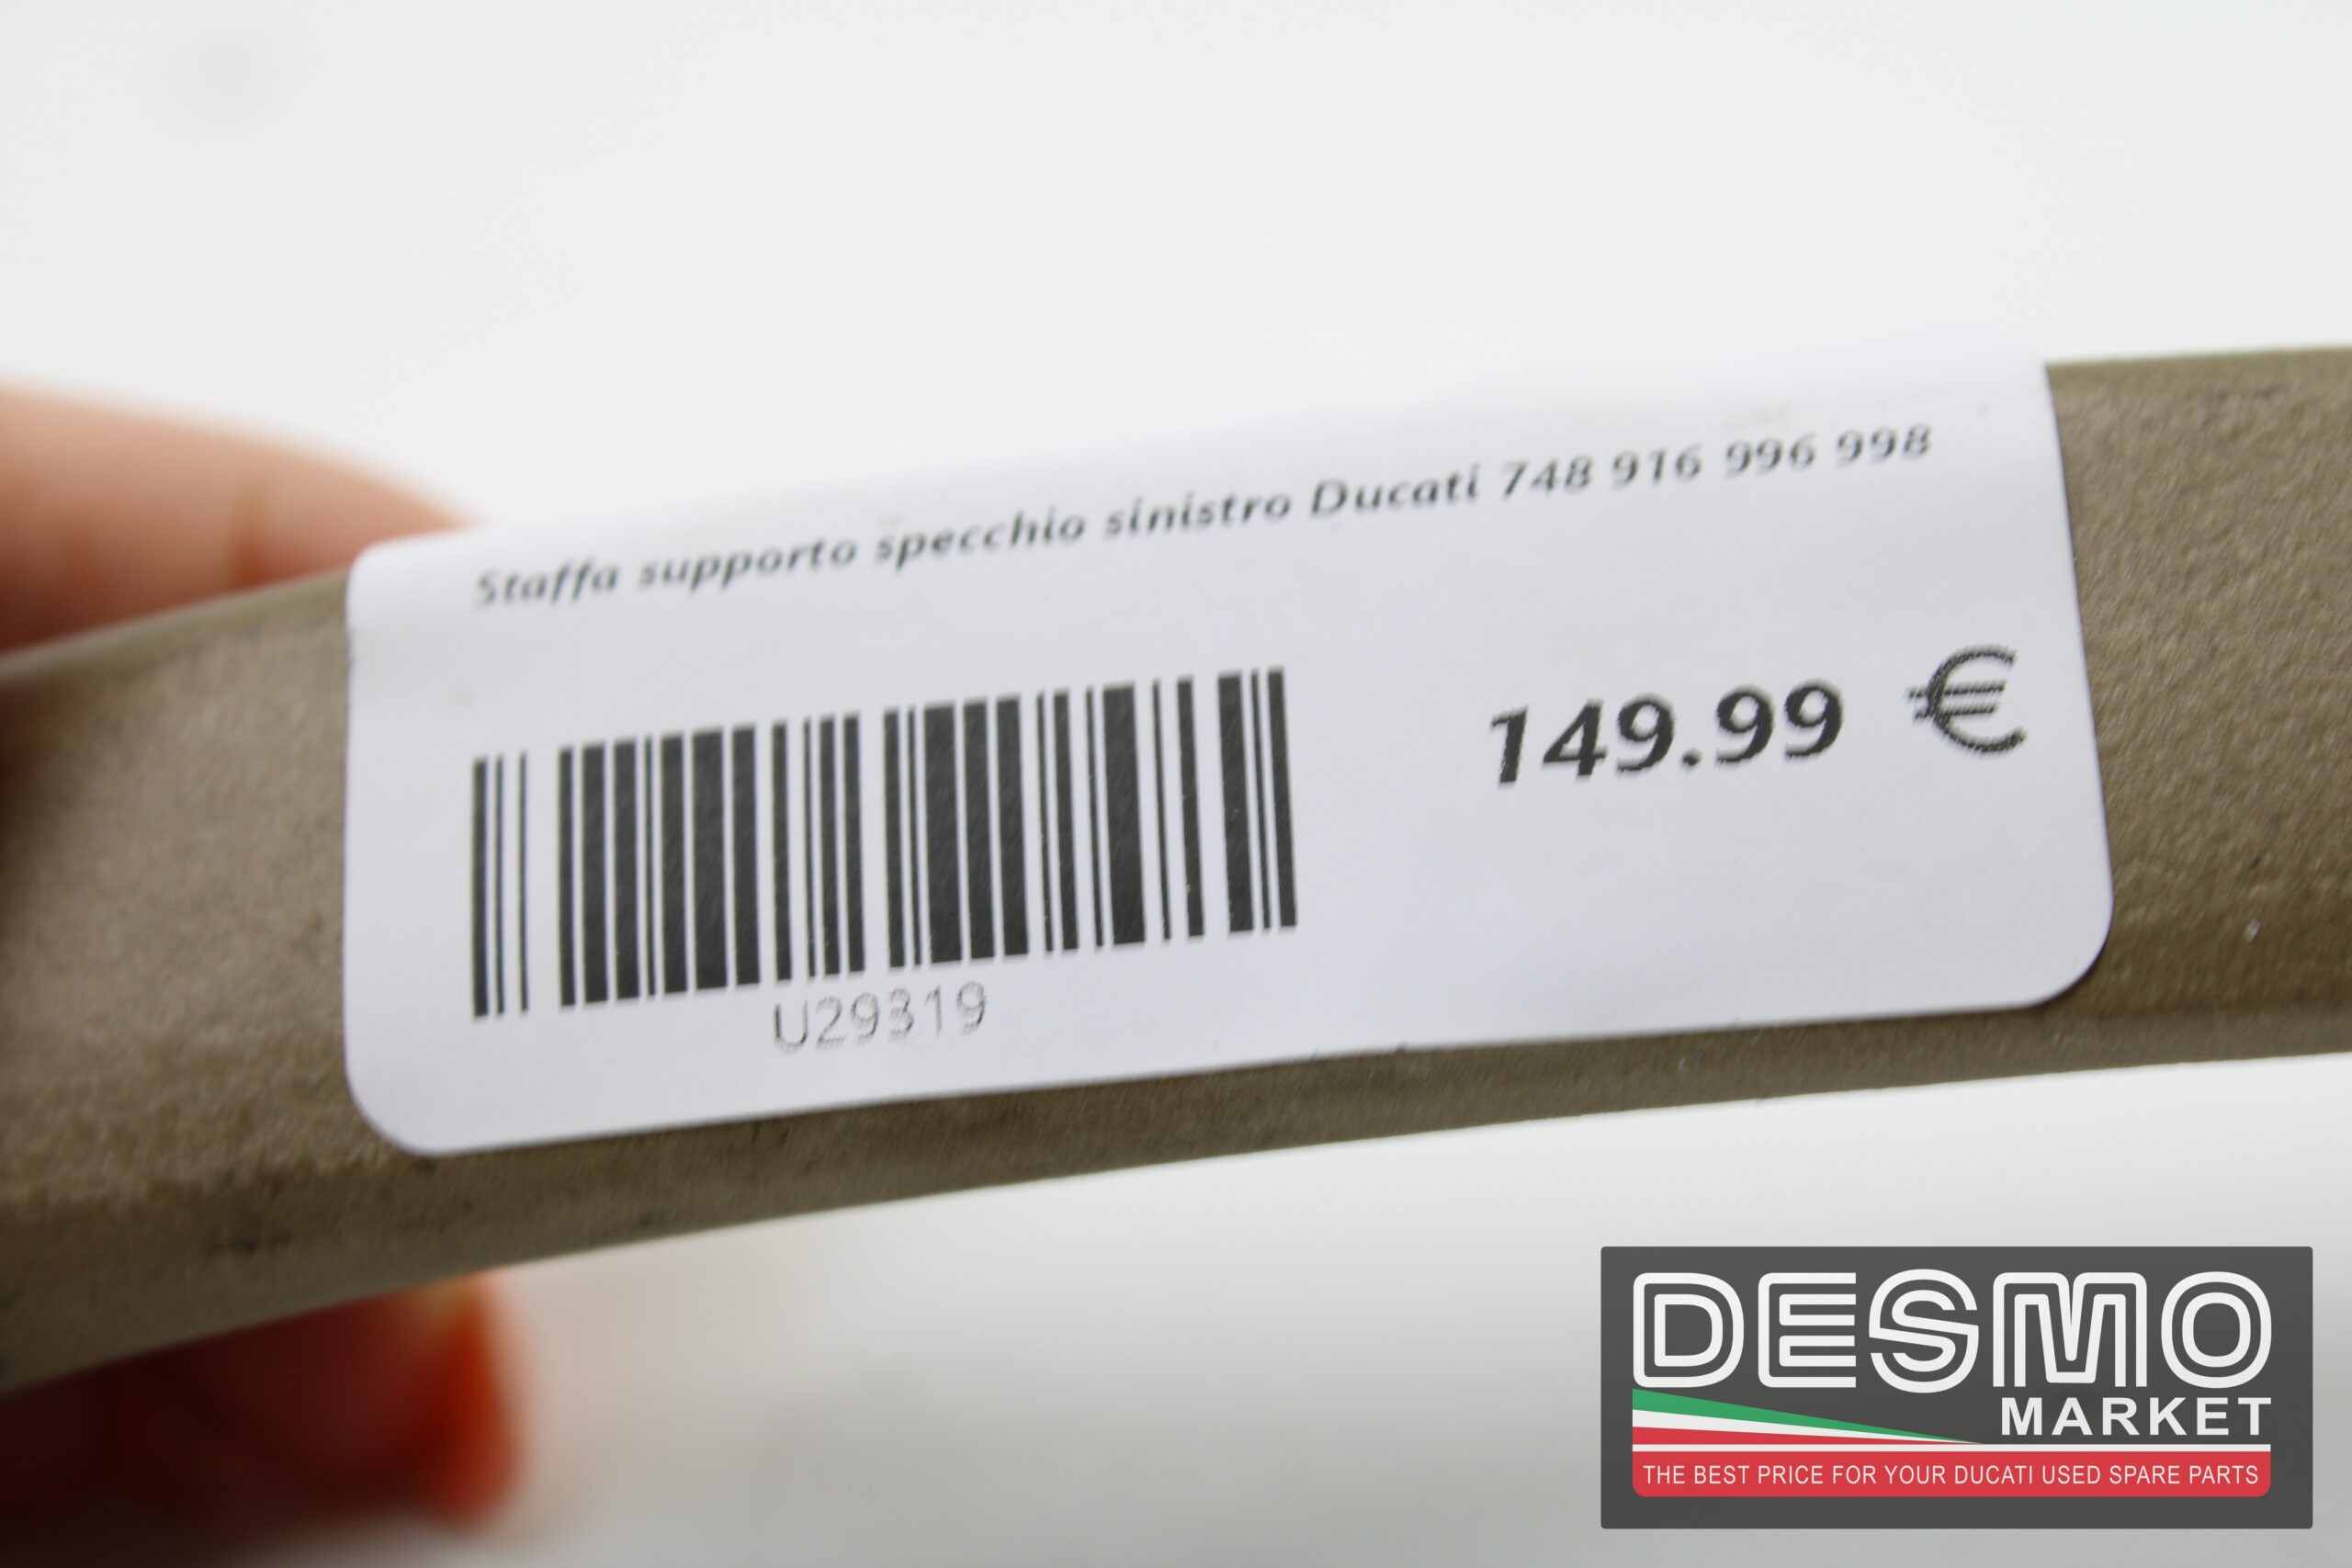 Staffa supporto specchio sinistro Ducati 748 916 996 998
149.99 €
U29319
DESMO
MARKET
THE BEST PRICE FOR YOUR DUCATI USED SPARE PARTS